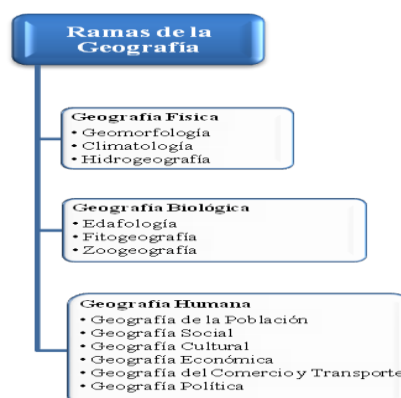 Ramas de la
Geografía
Geografía Física
• Geomorfología
• Climatología
• Hidrogeografía
Geografía Biológica
• Edafología
• Fitogeografía
• Zoogeografía
Geografía Humana
• Geografía de la Población
• Geografía Social
• Geografía Cultural
• Geografía Económica
• Geografía del Comercio y Transporte
• Geografía Política